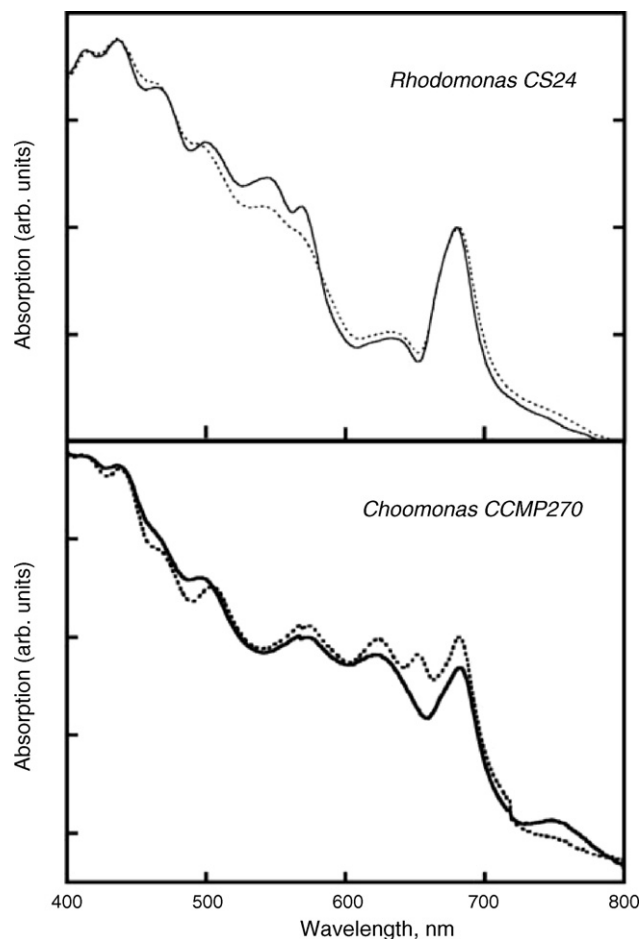 Rhodomonas CS24
Absorption (arb. units)
Choomonas CCMP270
Absorption (arb. units)
400 500 600 700 800
Wavelength, nm